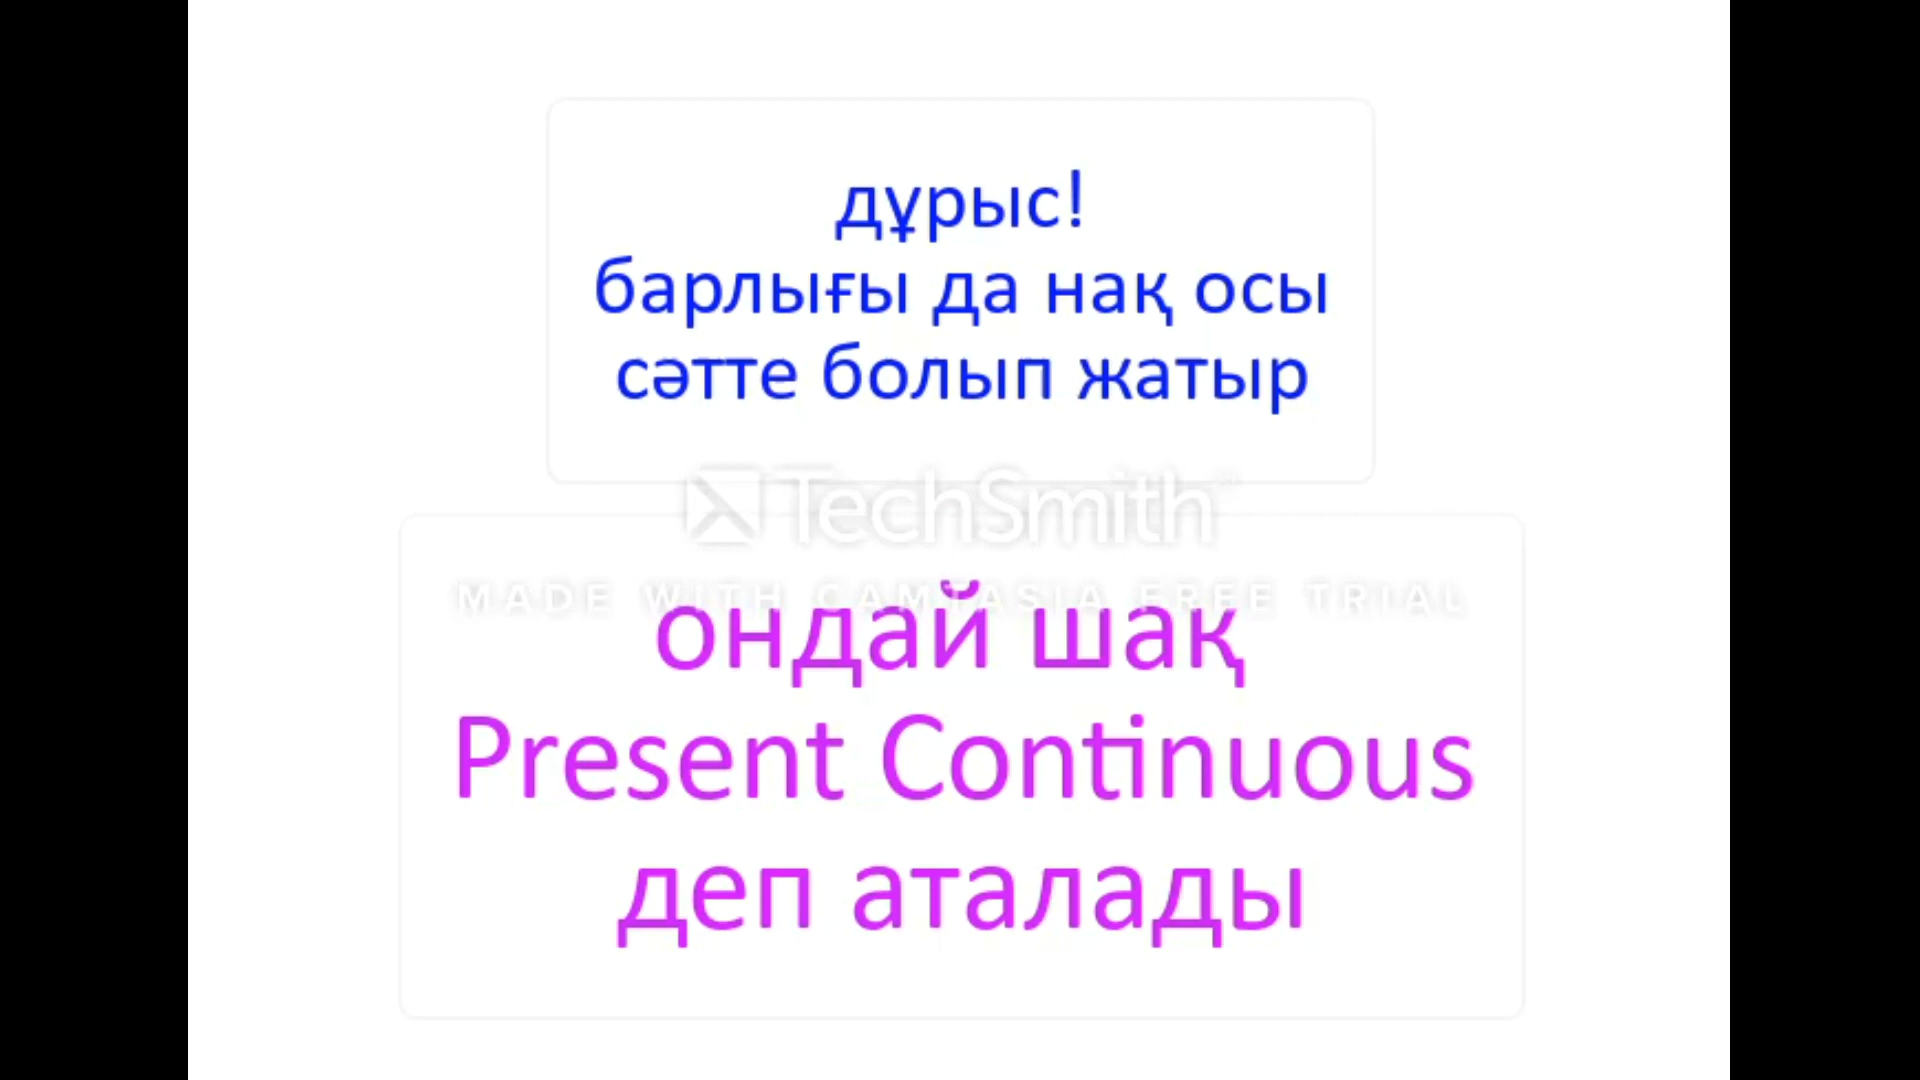 дұрыс!
барлығы да нақ осы
сәтте болып жатыр
TechSmith
MADE WITH CAMTASIA FREE TRIAL
ондай шақ
Present Continuous
деп аталады